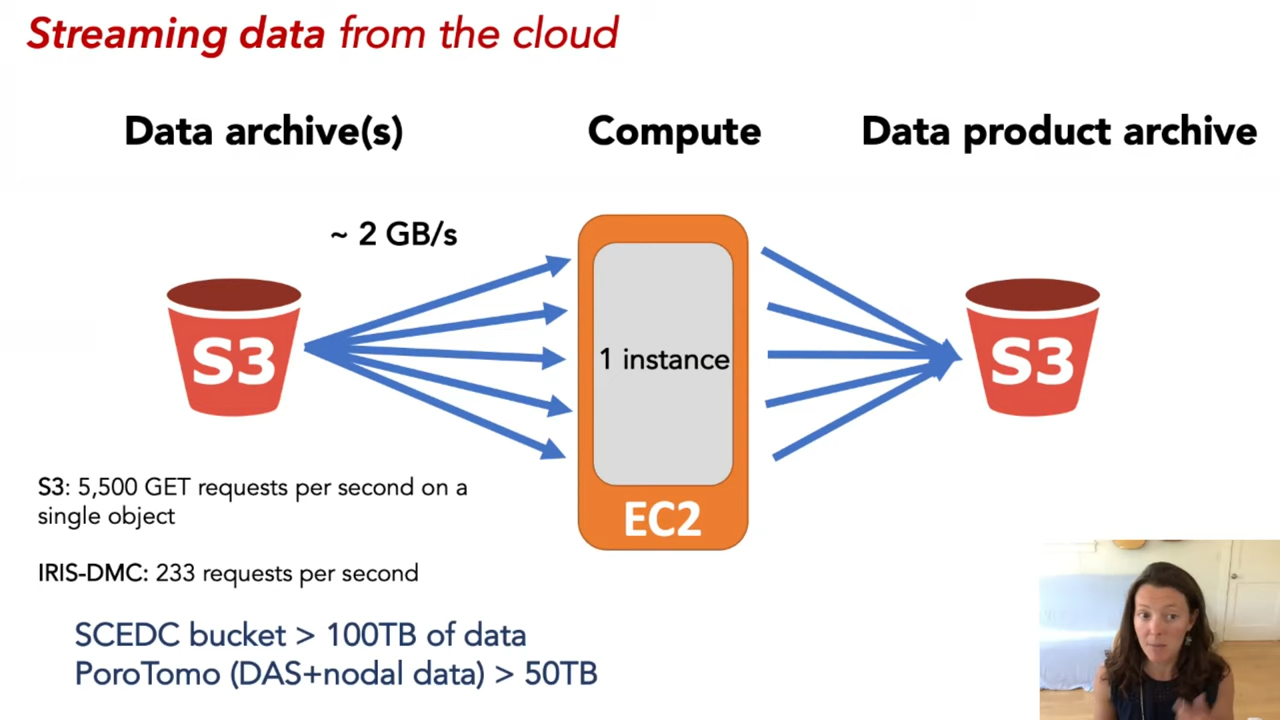 Streaming data from the cloud
Data archive(s)
Compute
Data product archive
~ 2 GB/s
S3
1 instance
EC2
S3
S3: 5,500 GET requests per second on a
single object
IRIS-DMC: 233 requests per second
SCEDC bucket > 100TB of data
PoroTomo (DAS+nodal data) > 50TB